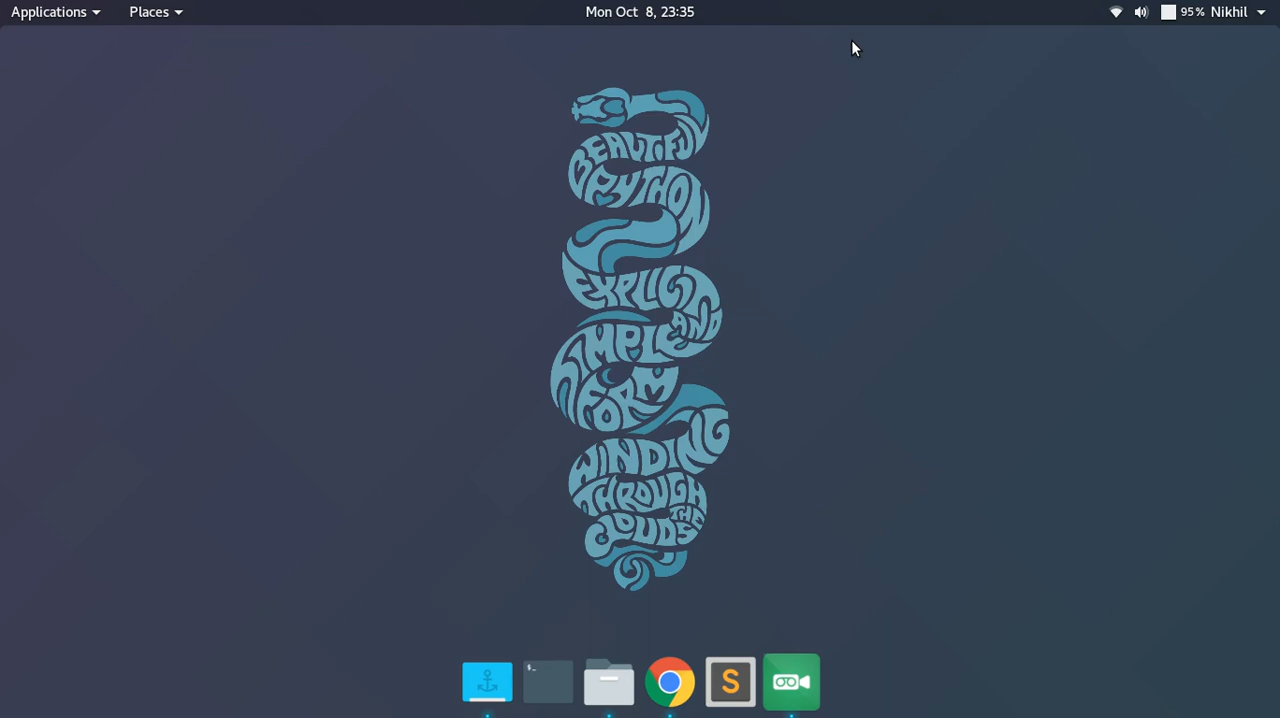 Applications Places Mon Oct 8, 23:35 95% Nikhil
BEAUTIFUL
PYTHON
EXPLICIT
AND
SIMPLE
FORM
WINDING
THROUGH
THE
CLOUDS
$_ S